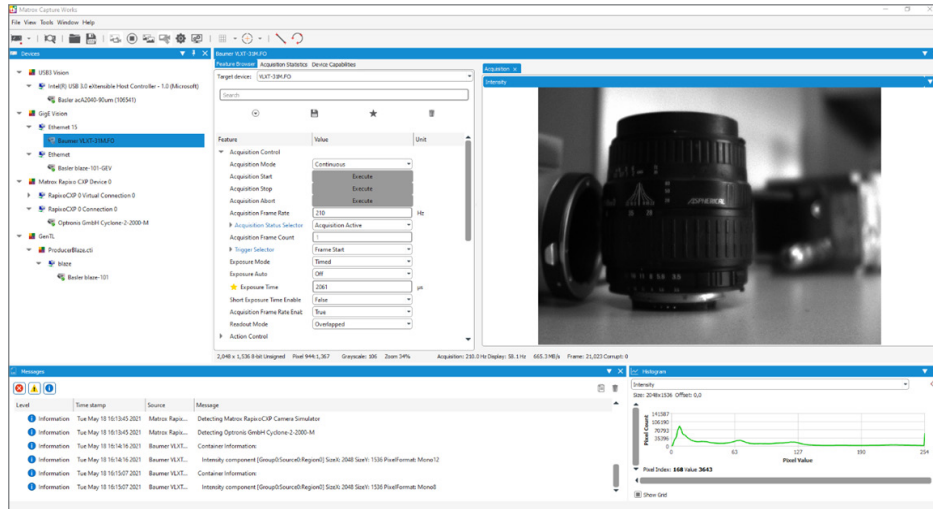 Matrox Capture Works
File View Tools Window Help
Devices
USB3 Vision
Intel(R) USB 3.0 eXtensible Host Controller - 1.0 (Microsoft)
Basler acA2040-90um (106541)
GigE Vision
Ethernet 15
Baumer VLXT-31M.FO
Ethernet
Basler blaze-101-GEV
Matrox Rapixo CXP Device 0
RapixoCXP 0 Virtual Connection 0
RapixoCXP 0 Connection 0
Optronis GmbH Cyclone-2-2000-M
GenTL
ProducerBlaze.cti
blaze
Basler blaze-101
Baumer VLXT-31M.FO
Feature Browser Acquisition Statistics Device Capabilities
Target device: VLXT-31M.FO
Search
Feature Value Unit
Acquisition Control
Acquisition Mode Continuous
Acquisition Start Execute
Acquisition Stop Execute
Acquisition Abort Execute
Acquisition Frame Rate 210 Hz
Acquisition Status Selector Acquisition Active
Acquisition Frame Count 1
Trigger Selector Frame Start
Exposure Mode Timed
Exposure Auto Off
Exposure Time 2061 µs
Short Exposure Time Enable False
Acquisition Frame Rate Enat True
Readout Mode Overlapped
Action Control
Acquisition
Intensity
ASPHERICAL
2,048 x 1,536 8-bit Unsigned Pixel 944:1,367 Grayscale: 106 Zoom 34% Acquisition: 210.0 Hz Display: 58.1 Hz 665.3 MB/s Frame: 21,023 Corrupt: 0
Messages
Level Time stamp Source Message
Information Tue May 18 16:13:45 2021 Matrox Rapix... Detecting Matrox RapixoCXP Camera Simulator
Information Tue May 18 16:13:45 2021 Matrox Rapix... Detecting Optronis GmbH Cyclone-2-2000-M
Information Tue May 18 16:14:16 2021 Baumer VLXT... Container Information:
Information Tue May 18 16:14:16 2021 Baumer VLXT... Intensity component [Group0:Source0:Region0] SizeX: 2048 SizeY: 1536 PixelFormat: Mono12
Information Tue May 18 16:15:07 2021 Baumer VLXT... Container Information:
Information Tue May 18 16:15:07 2021 Baumer VLXT... Intensity component [Group0:Source0:Region0] SizeX: 2048 SizeY: 1536 PixelFormat: Mono8
Histogram
Intensity
Size: 2048x1536 Offset: 0,0
Pixel Count
141587
106190
70793
35396
0
0 63 127 190 254
Pixel Value
Pixel Index: 168 Value 3643
Show Grid